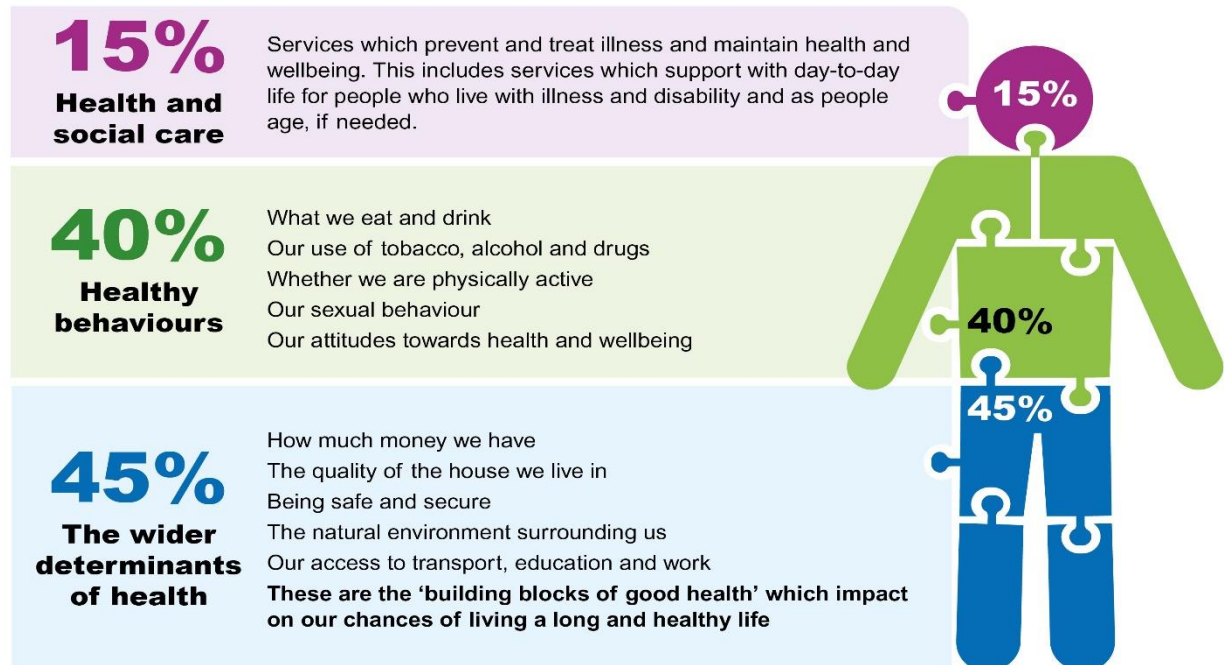 15%
Health and
social care
Services which prevent and treat illness and maintain health and
wellbeing. This includes services which support with day-to-day
life for people who live with illness and disability and as people
age, if needed.
15%
40%
Healthy
behaviours
What we eat and drink
Our use of tobacco, alcohol and drugs
Whether we are physically active
Our sexual behaviour
Our attitudes towards health and wellbeing
40%
45%
The wider
determinants
of health
How much money we have
The quality of the house we live in
Being safe and secure
The natural environment surrounding us
Our access to transport, education and work
These are the ‘building blocks of good health’ which impact
on our chances of living a long and healthy life
45%